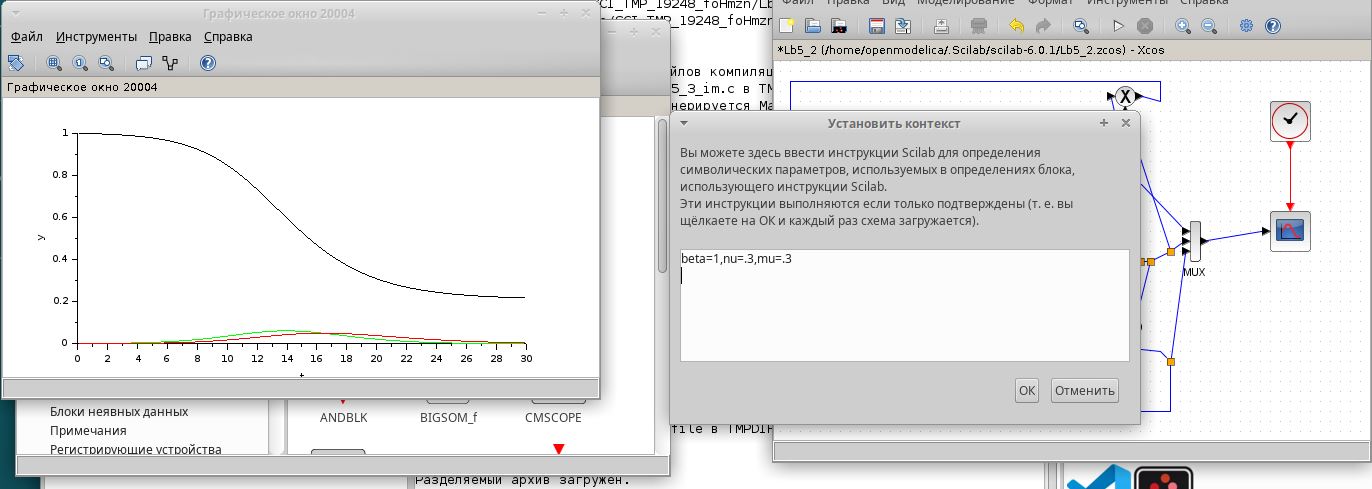 Графическое окно 20004
Файл Инструменты Правка Справка
Графическое окно 20004
1
0.8
0.6
0.4
0.2
0
y
0 2 4 6 8 10 12 14 16 18 20 22 24 26 28 30
t
CI_TMP_19248_foHmzn/Lb
/SCI_TMP_19248_foHmzn
йлов компиляц
5_3_im.c в TM
нерируется Ma
Файл Правка Вид Моделирование Формат Инструменты Справка
*Lb5_2 (/home/openmodelica/.Scilab/scilab-6.0.1/Lb5_2.zcos) - Xcos
X
MUX
Установить контекст
Вы можете здесь ввести инструкции Scilab для определения
символических параметров, используемых в определениях блока,
использующего инструкции Scilab.
Эти инструкции выполняются если только подтверждены (т. е. вы
щёлкаете на ОК и каждый раз схема загружается).
beta=1,nu=.3,mu=.3
ОК Отменить
Блоки неявных данных
Примечания
Регистрирующие устройства
ANDBLK BIGSOM_f CMSCOPE
file в TMPDIR
Разделяемый архив загружен.